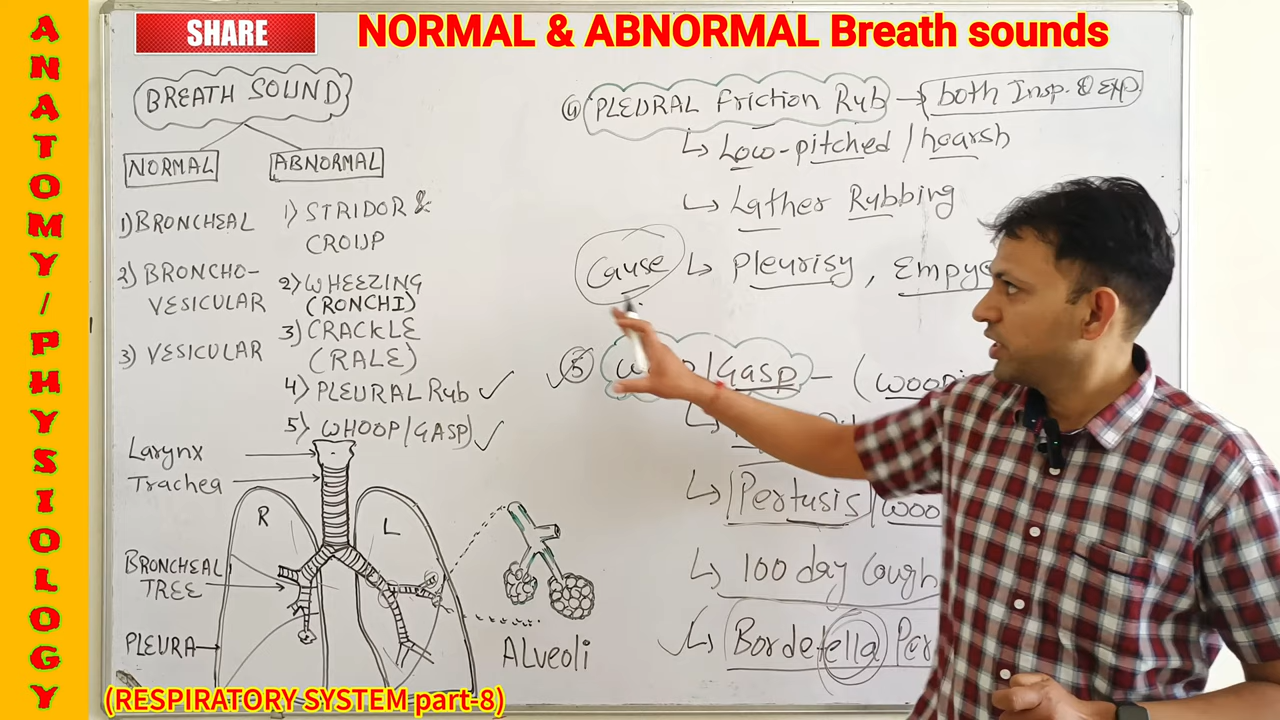 ANATOMY/PHYSIOLOGY
SHARE
NORMAL & ABNORMAL Breath sounds
BREATH SOUND
NORMAL
ABNORMAL
1) BRONCHEAL
2) BRONCHO-
VESICULAR
3) VESICULAR
1) STRIDOR &
CROUP
2) WHEEZING
(RONCHI)
3) CRACKLE
(RALE)
4) PLEURAL Rub ✓
5) WHOOP/GASP) ✓
Larynx
Trachea
R
L
BRONCHEAL
TREE
PLEURA
ALveoli
(RESPIRATORY SYSTEM part-8)
④ PLEURAL friction Rub → both Insp. & Exp.
↳ Low-pitched / hearsh
↳ Lather Rubbing
Cause ↳ Pleurisy,
⑤ /Gasp - (
↳ Pertusis /
↳ 100 day Cough
↳ Bordetella